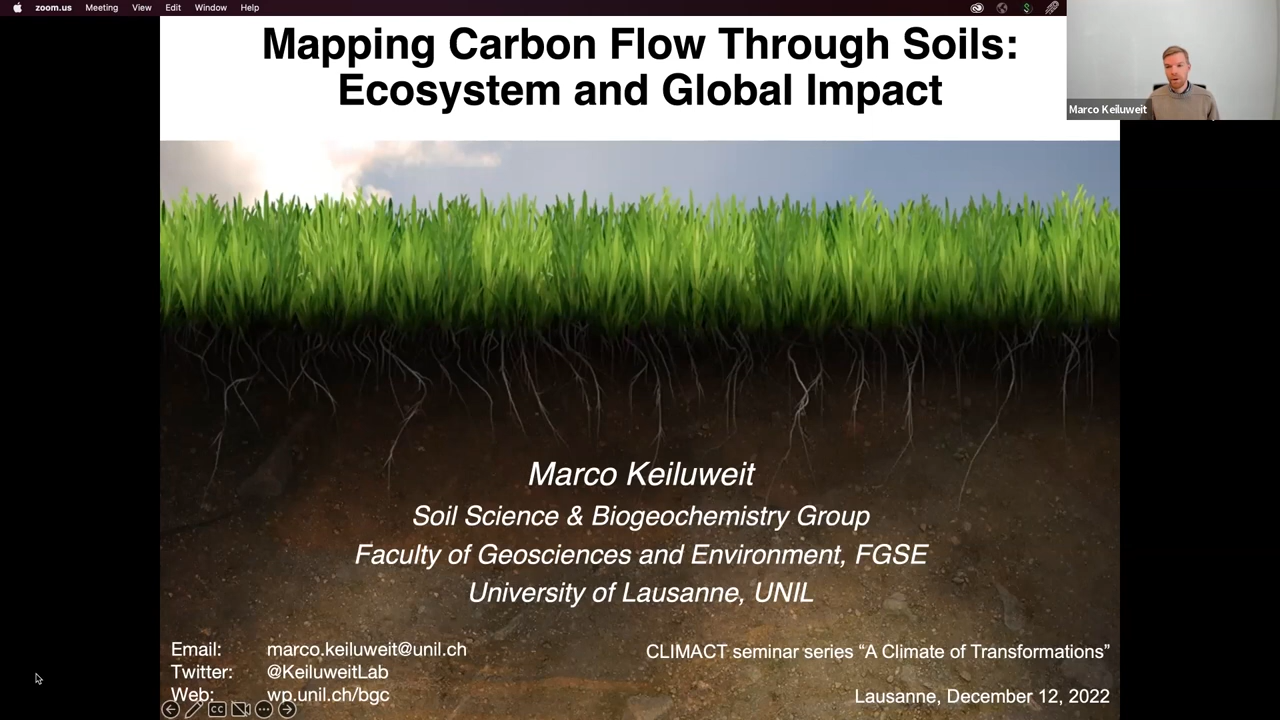 zoom.us Meeting View Edit Window Help
Mapping Carbon Flow Through Soils:
Ecosystem and Global Impact
Marco Keiluweit
Marco Keiluweit
Soil Science & Biogeochemistry Group
Faculty of Geosciences and Environment, FGSE
University of Lausanne, UNIL
Email: marco.keiluweit@unil.ch
Twitter: @KeiluweitLab
Web: wp.unil.ch/bgc
CLIMACT seminar series “A Climate of Transformations”
Lausanne, December 12, 2022
CC